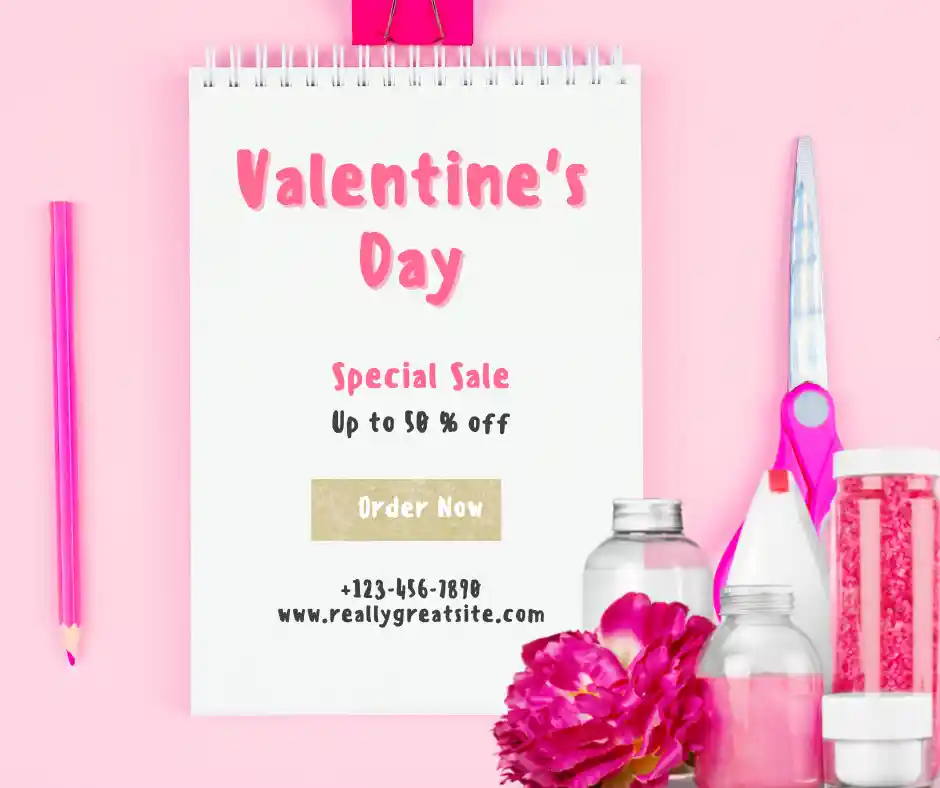 Valentine's
Day
Special Sale
Up to 50 % off
Order Now
+123-456-7890
www.reallygreatsite.com